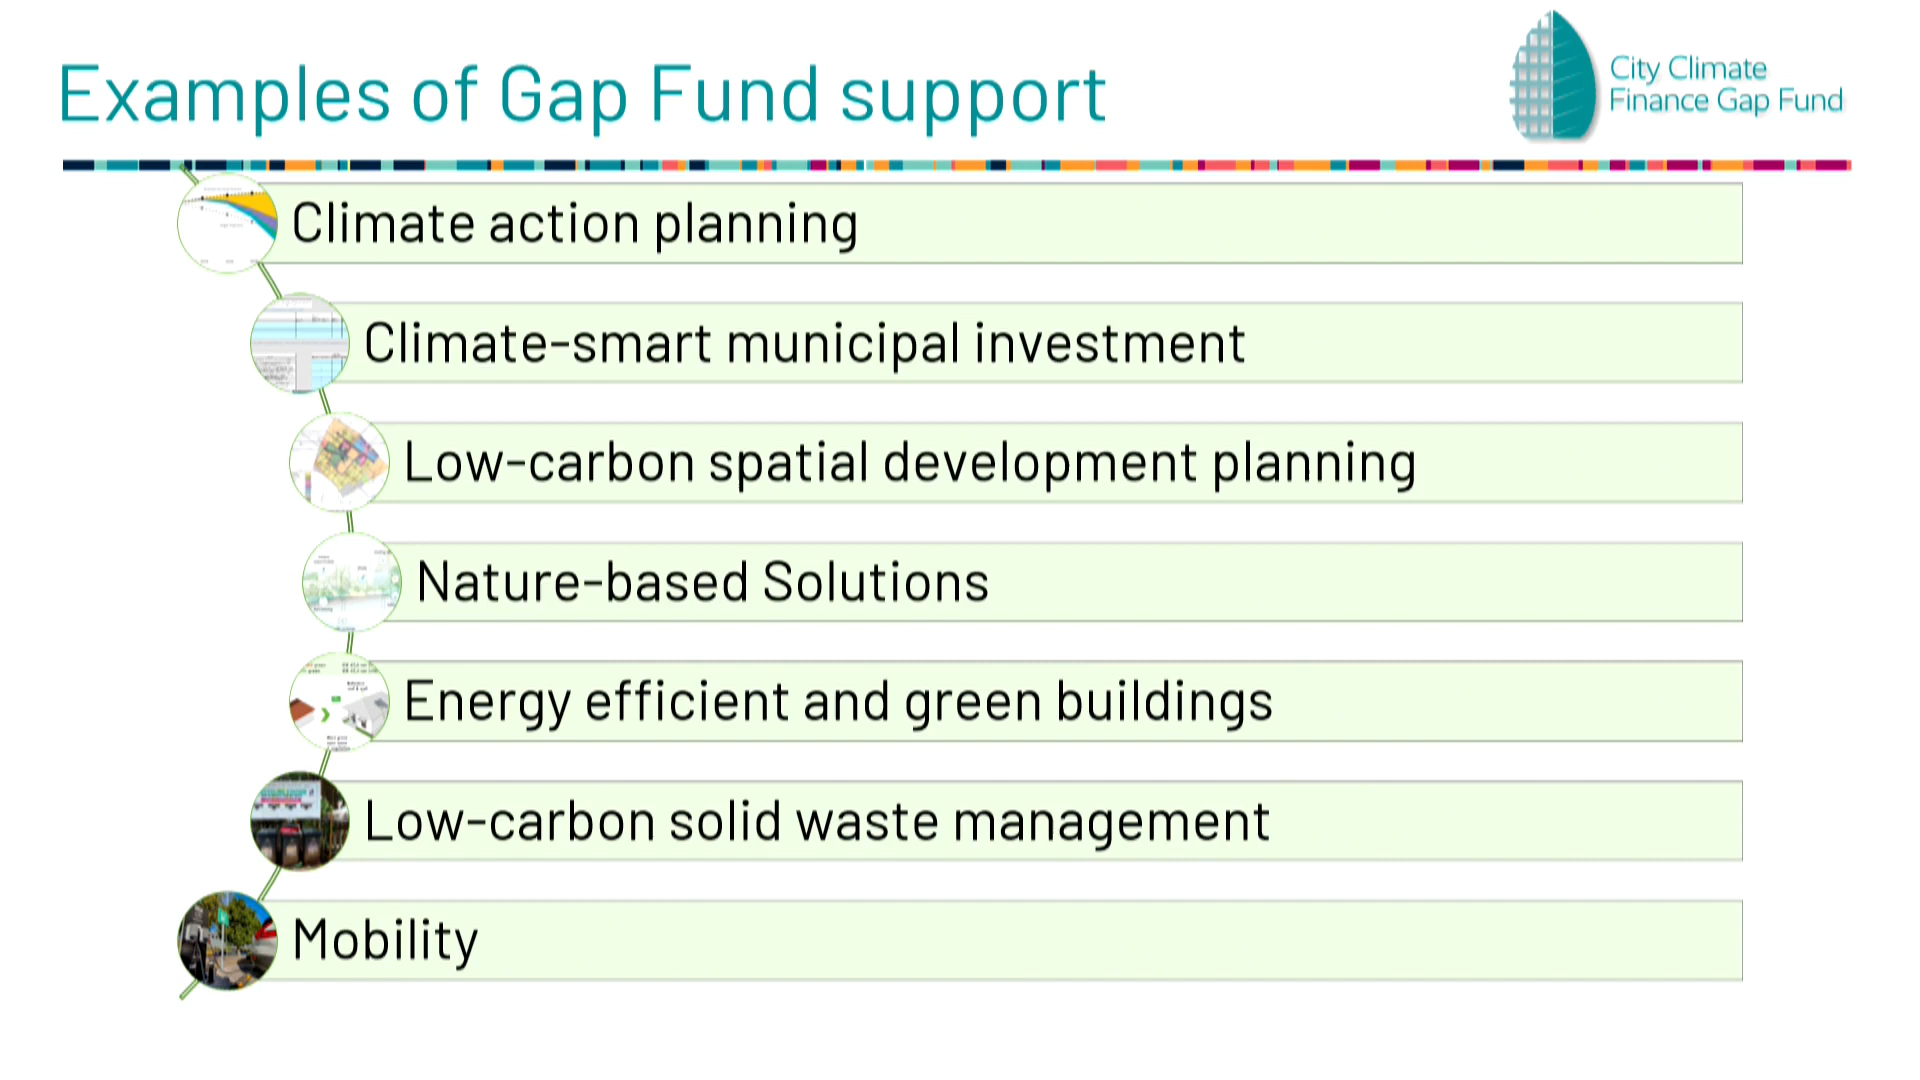 Examples of Gap Fund support
City Climate
Finance Gap Fund
Climate action planning
Climate-smart municipal investment
Low-carbon spatial development planning
Nature-based Solutions
Energy efficient and green buildings
Low-carbon solid waste management
Mobility